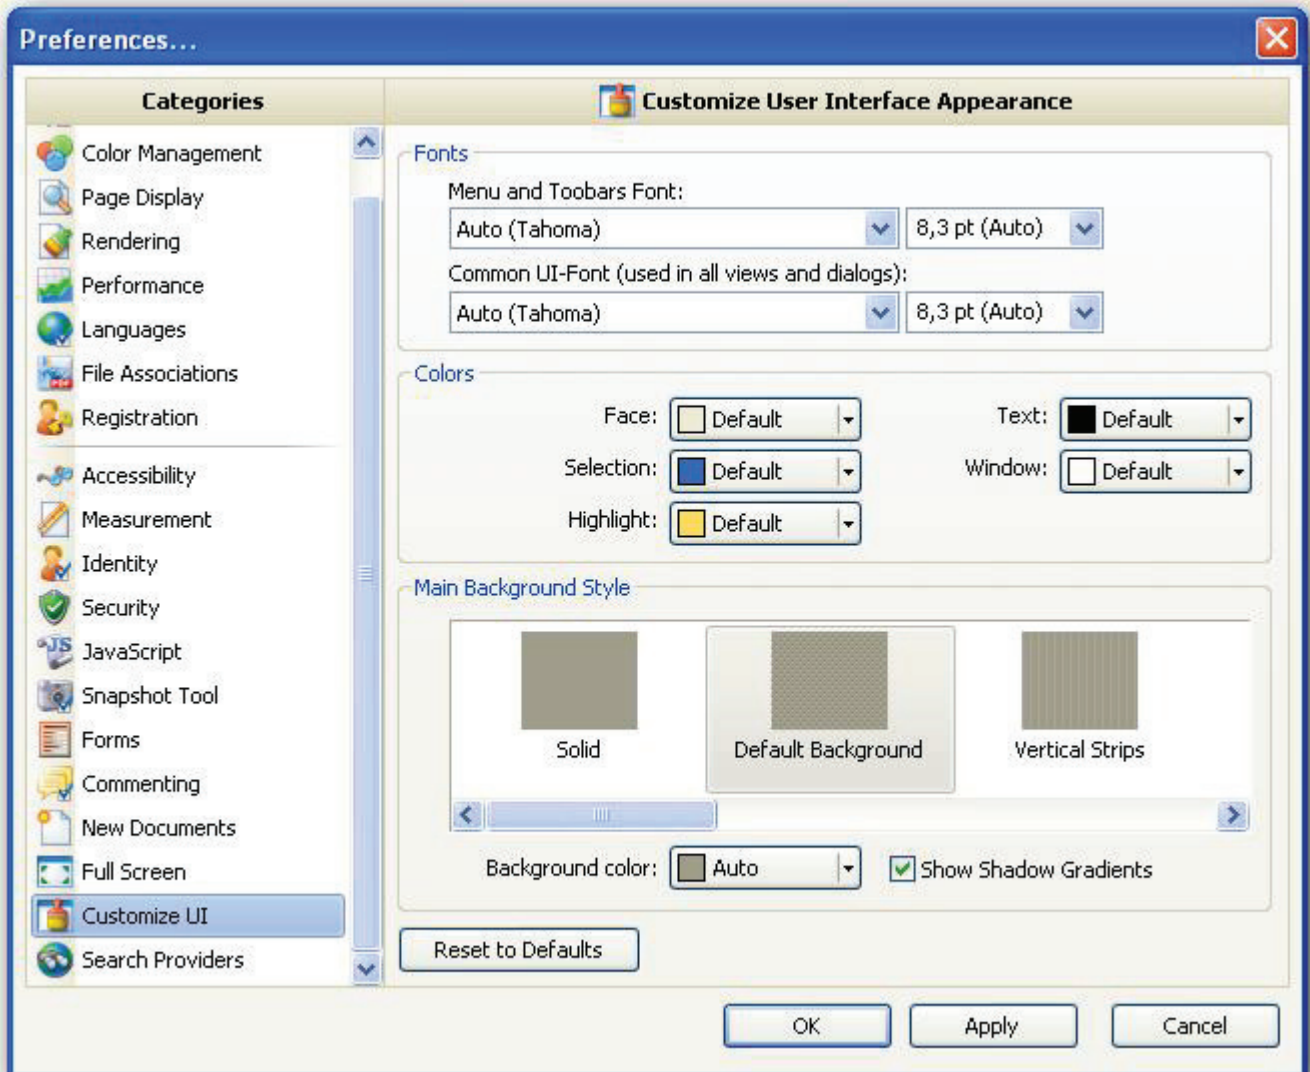 Preferences...
Categories
Customize User Interface Appearance
Color Management
Page Display
Rendering
Performance
Languages
File Associations
Registration
Accessibility
Measurement
Identity
Security
JavaScript
Snapshot Tool
Forms
Commenting
New Documents
Full Screen
Customize UI
Search Providers
Fonts
Menu and Toobars Font:
Auto (Tahoma) 8,3 pt (Auto)
Common UI-Font (used in all views and dialogs):
Auto (Tahoma) 8,3 pt (Auto)
Colors
Face: Default Text: Default
Selection: Default Window: Default
Highlight: Default
Main Background Style
Solid Default Background Vertical Strips
Background color: Auto Show Shadow Gradients
Reset to Defaults
OK Apply Cancel